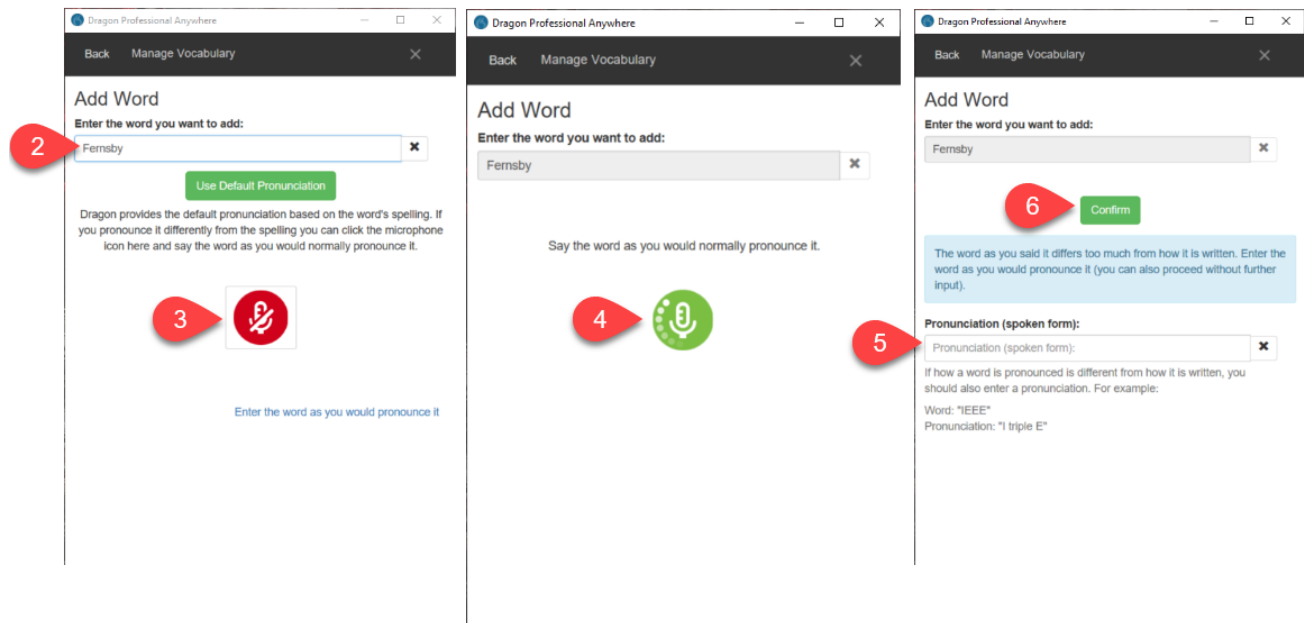 Dragon Professional Anywhere
Back Manage Vocabulary
Add Word
Enter the word you want to add:
2
Fernsby
Use Default Pronunciation
Dragon provides the default pronunciation based on the word's spelling. If
you pronounce it differently from the spelling you can click the microphone
icon here and say the word as you would normally pronounce it.
3
Enter the word as you would pronounce it
Dragon Professional Anywhere
Back Manage Vocabulary
Add Word
Enter the word you want to add:
Fernsby
Say the word as you would normally pronounce it.
4
Dragon Professional Anywhere
Back Manage Vocabulary
Add Word
Enter the word you want to add:
Fernsby
6
Confirm
The word as you said it differs too much from how it is written. Enter the
word as you would pronounce it (you can also proceed without further
input).
Pronunciation (spoken form):
5
Pronunciation (spoken form):
If how a word is pronounced is different from how it is written, you
should also enter a pronunciation. For example:
Word: "IEEE"
Pronunciation: "I triple E"